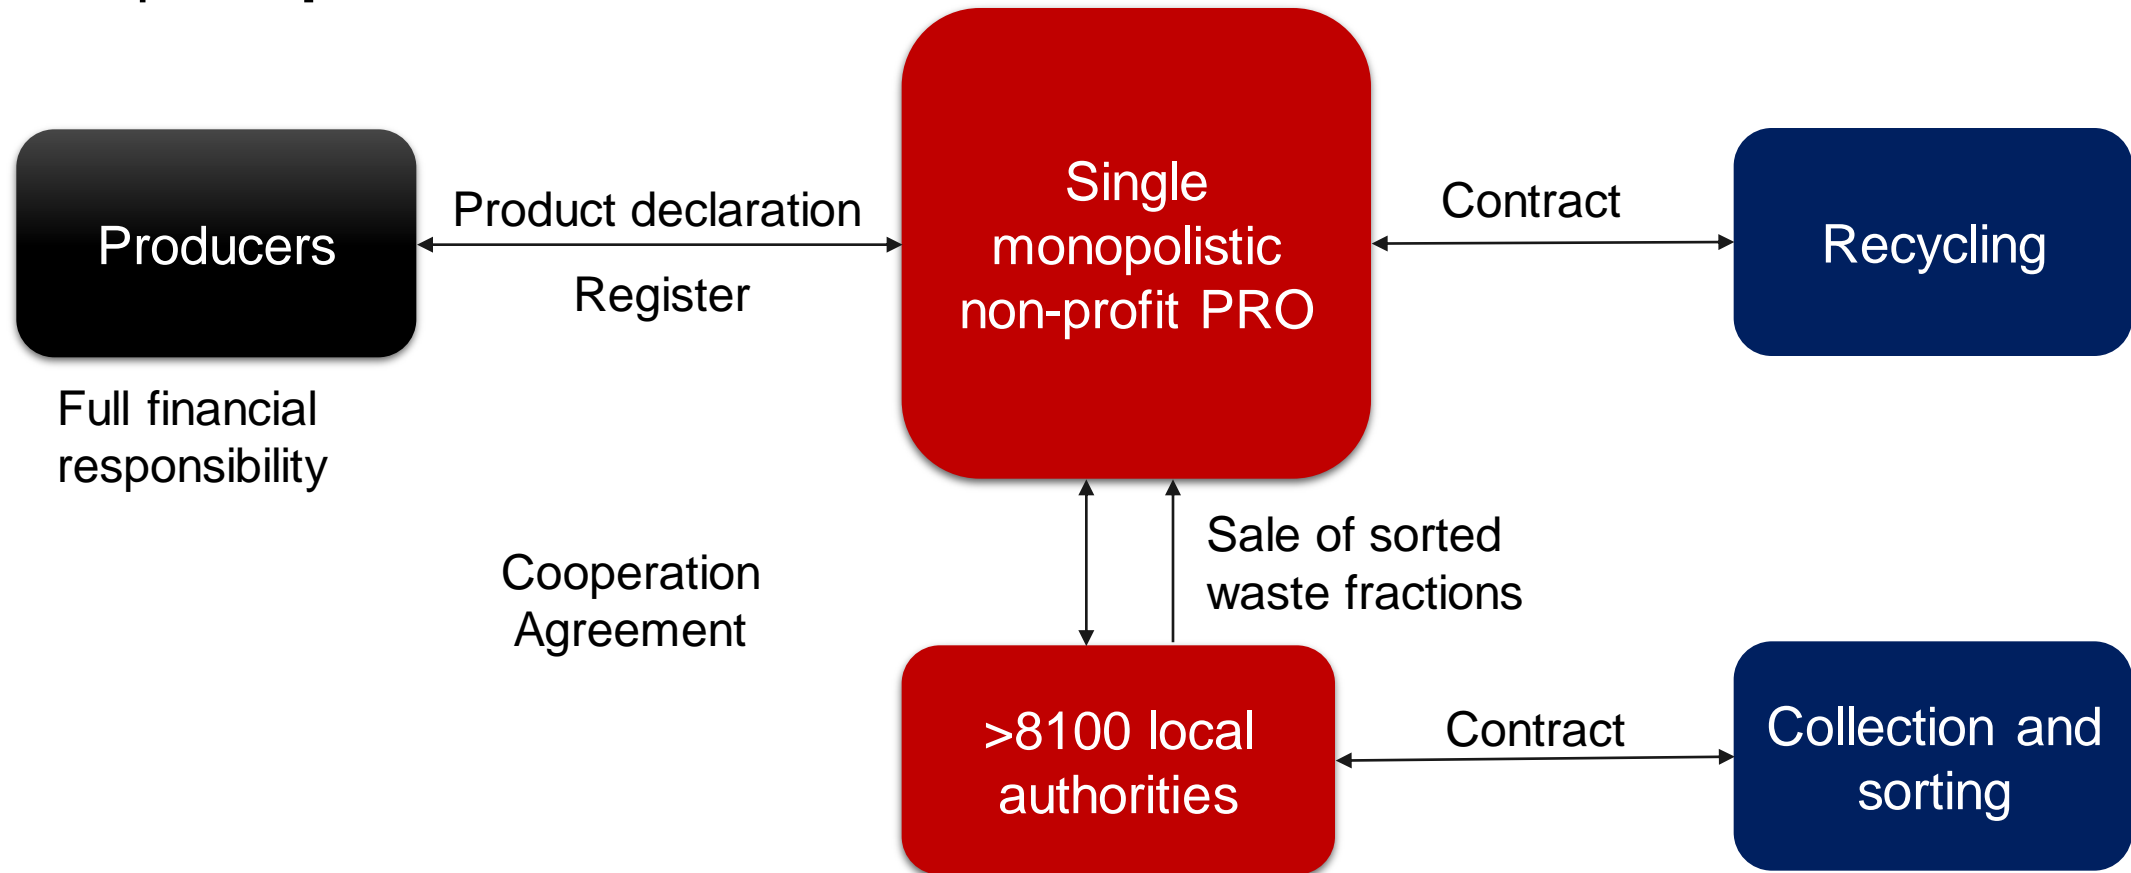 Producers
Full financial
responsibility
Product declaration
Register
Single
monopolistic
non-profit PRO
Contract
Recycling
Cooperation
Agreement
Sale of sorted
waste fractions
>8100 local
authorities
Contract
Collection and
sorting